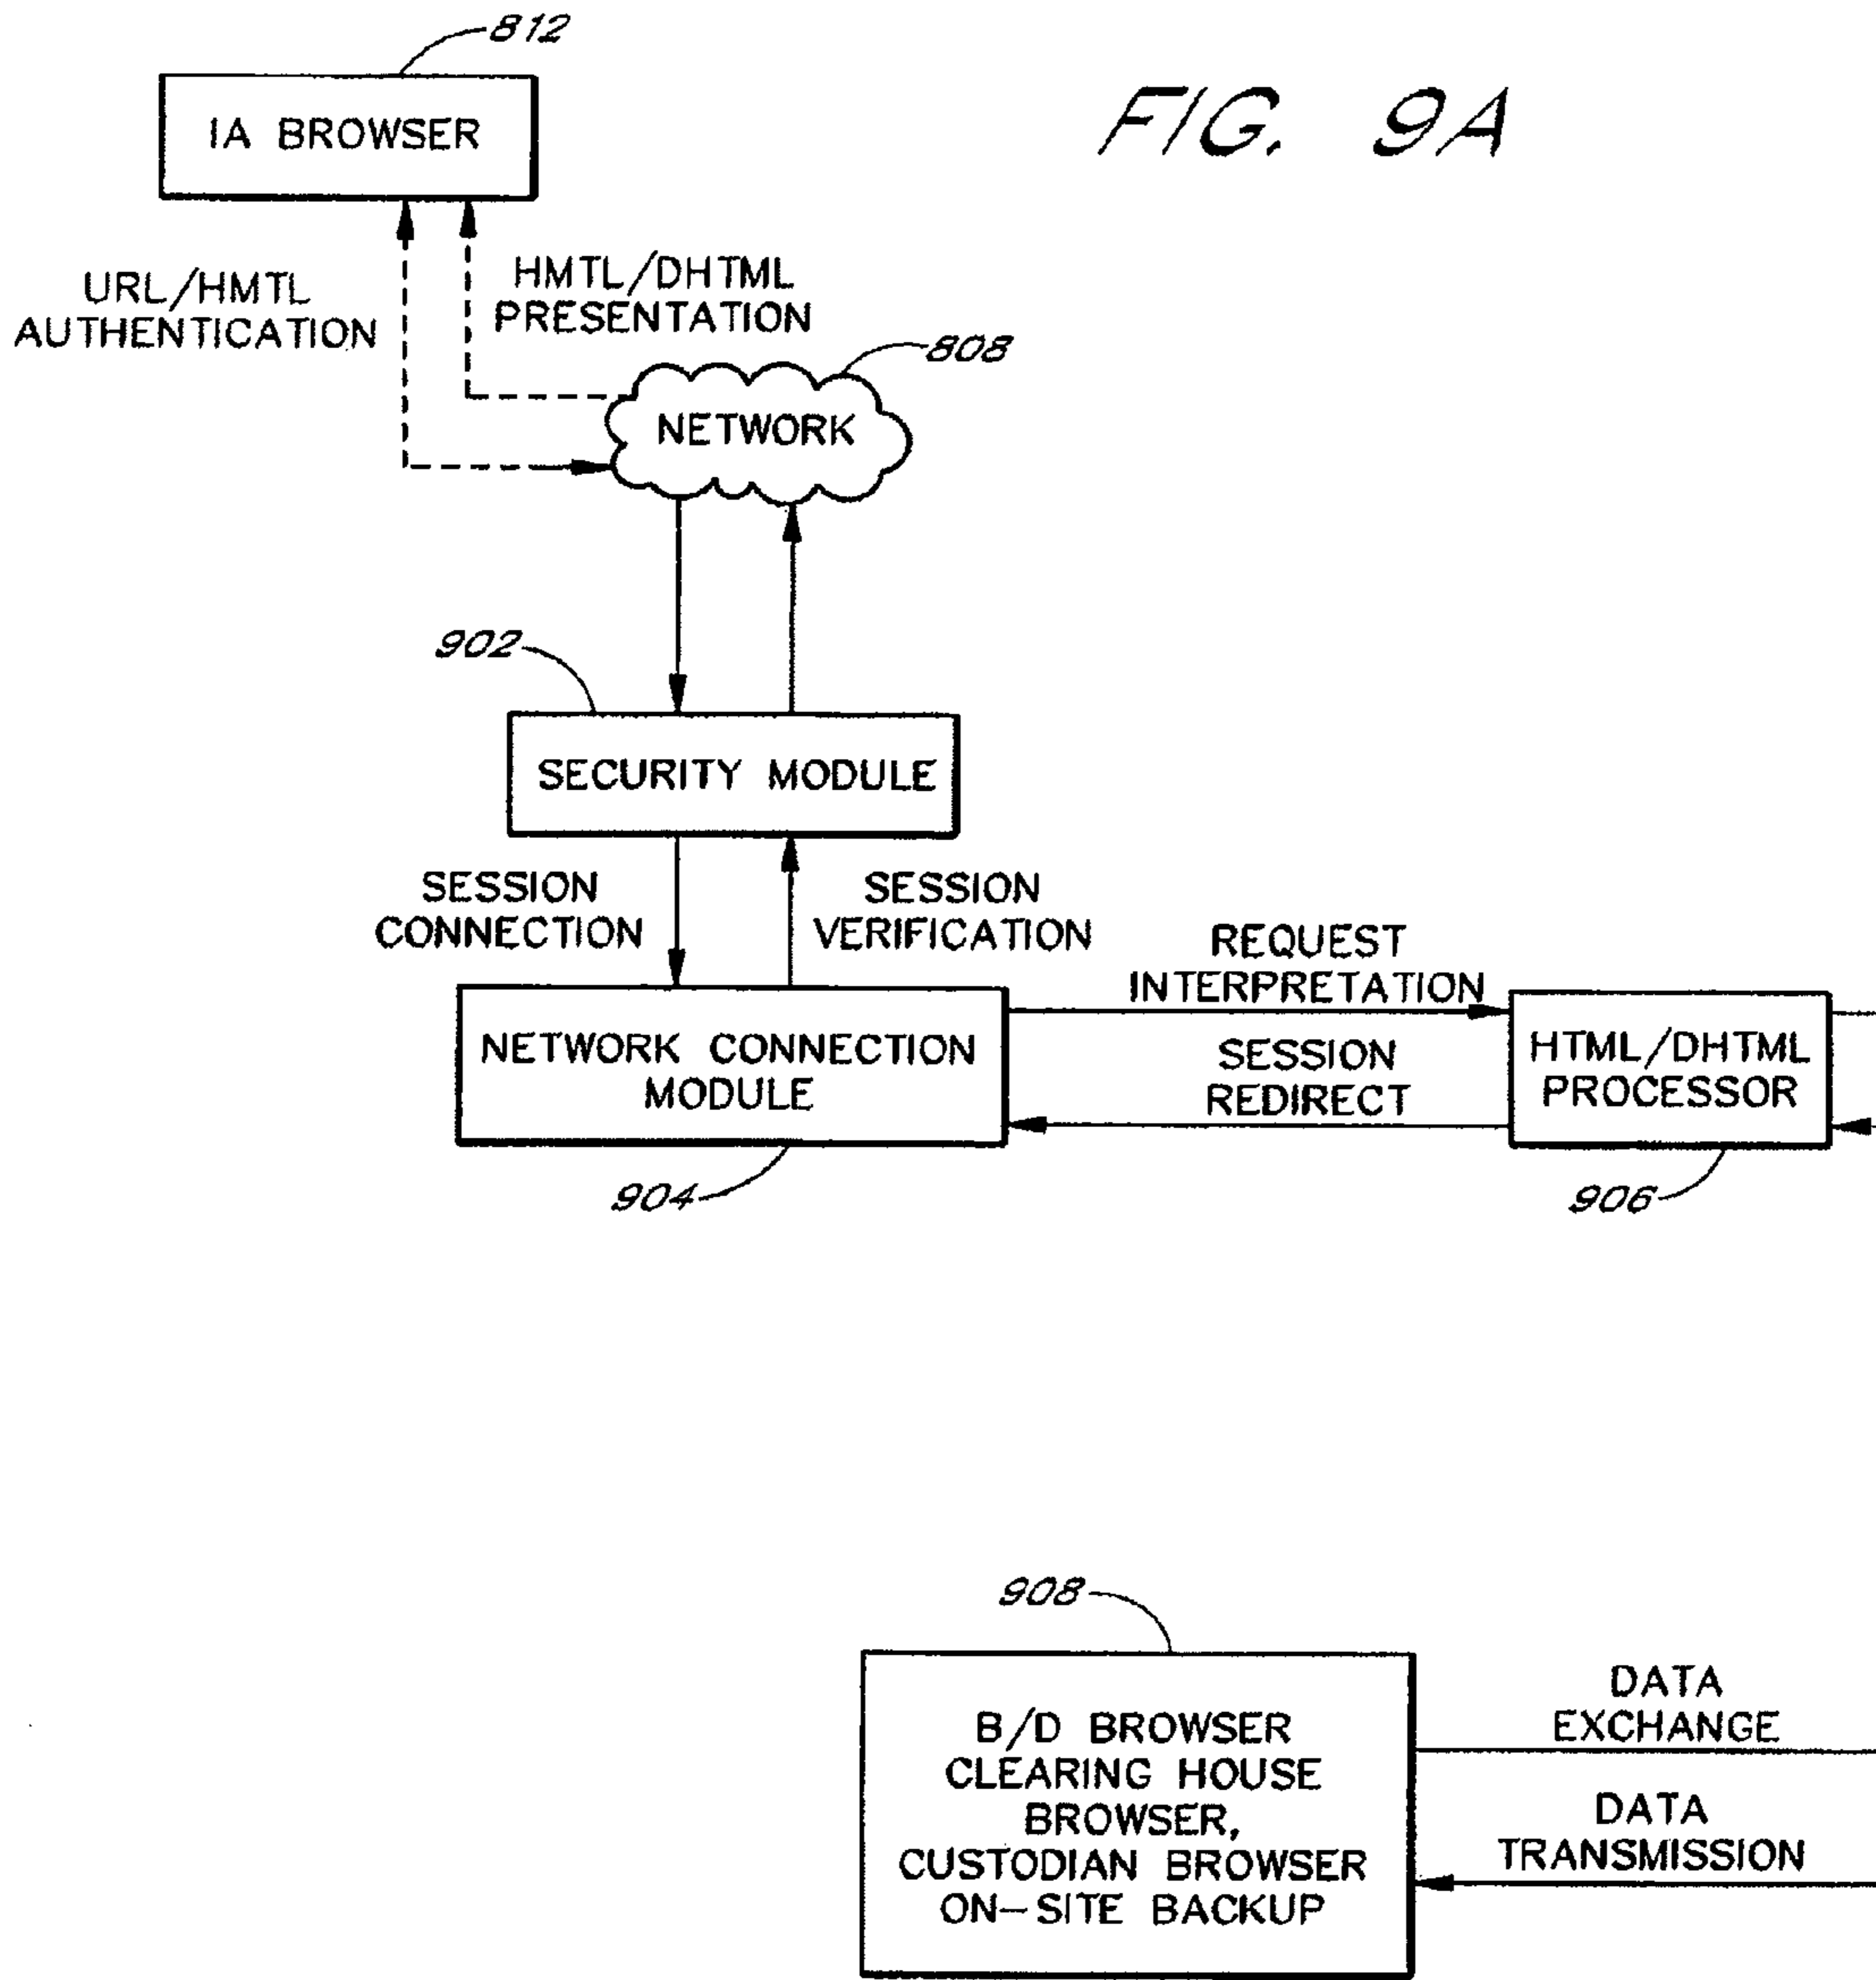 812
IA BROWSER
FIG. 9A
URL/HMTL
AUTHENTICATION
HMTL/DHTML
PRESENTATION
808
NETWORK
902
SECURITY MODULE
SESSION
CONNECTION
SESSION
VERIFICATION
REQUEST
INTERPRETATION
NETWORK CONNECTION
MODULE
SESSION
REDIRECT
HTML/DHTML
PROCESSOR
904
906
908
B/D BROWSER
CLEARING HOUSE
BROWSER,
CUSTODIAN BROWSER
ON-SITE BACKUP
DATA
EXCHANGE
DATA
TRANSMISSION